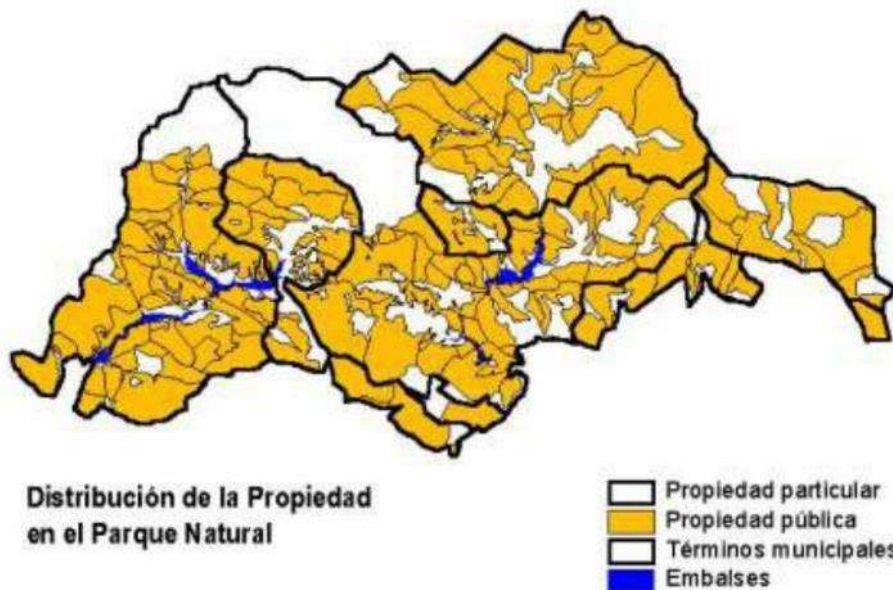 Distribución de la Propiedad
en el Parque Natural
Propiedad particular
Propiedad pública
Términos municipales
Embalses